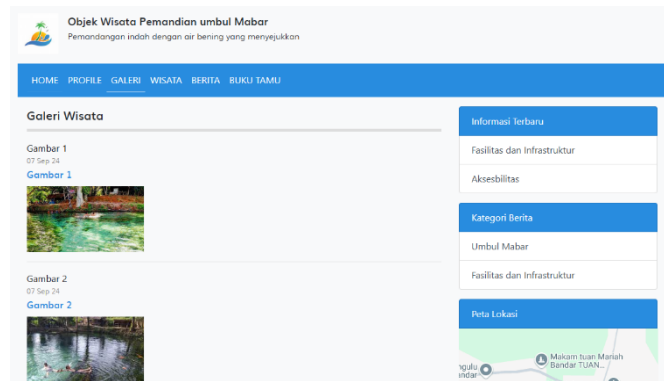 Objek Wisata Pemandian umbul Mabar
Pemandangan indah dengan air bening yang menyejukkan
HOME PROFILE GALERI WISATA BERITA BUKU TAMU
Galeri Wisata
Gambar 1
07 Sep 24
Gambar 1
Gambar 2
07 Sep 24
Gambar 2
Informasi Terbaru
Fasilitas dan Infrastruktur
Aksesbilitas
Kategori Berita
Umbul Mabar
Fasilitas dan Infrastruktur
Peta Lokasi
Makam tuan Mariah
Bandar TUAN...